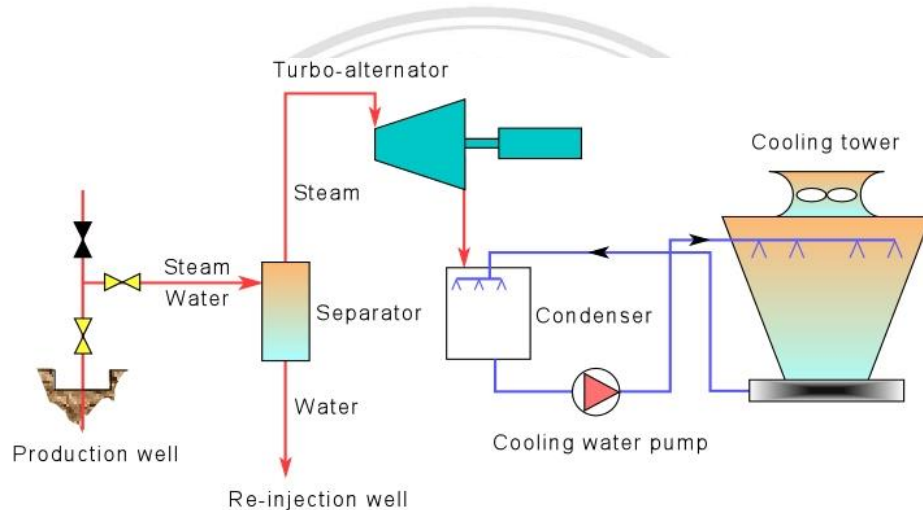 Turbo-alternator
Cooling tower
Steam
Steam
Water
Separator
Condenser
Water
Production well
Cooling water pump
Re-injection well